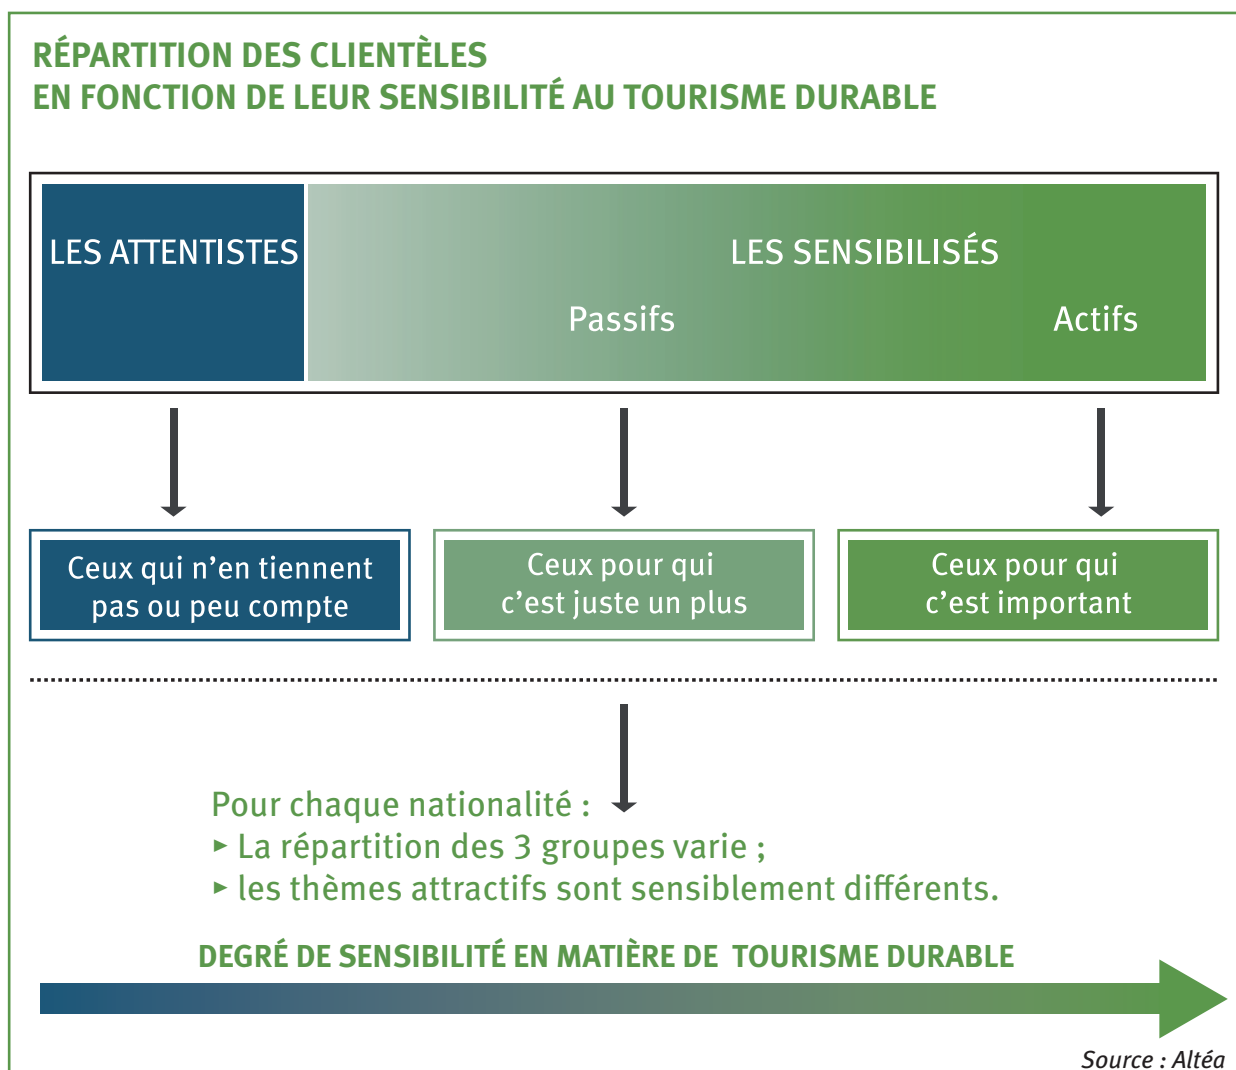 RÉPARTITION DES CLIENTÈLES
EN FONCTION DE LEUR SENSIBILITÉ AU TOURISME DURABLE
LES ATTENTISTES
LES SENSIBILISÉS
Passifs
Actifs
Ceux qui n'en tiennent
pas ou peu compte
Ceux pour qui
c'est juste un plus
Ceux pour qui
c'est important
Pour chaque nationalité :
▸ La répartition des 3 groupes varie ;
▸ les thèmes attractifs sont sensiblement différents.
DEGRÉ DE SENSIBILITÉ EN MATIÈRE DE TOURISME DURABLE
Source : Altéa